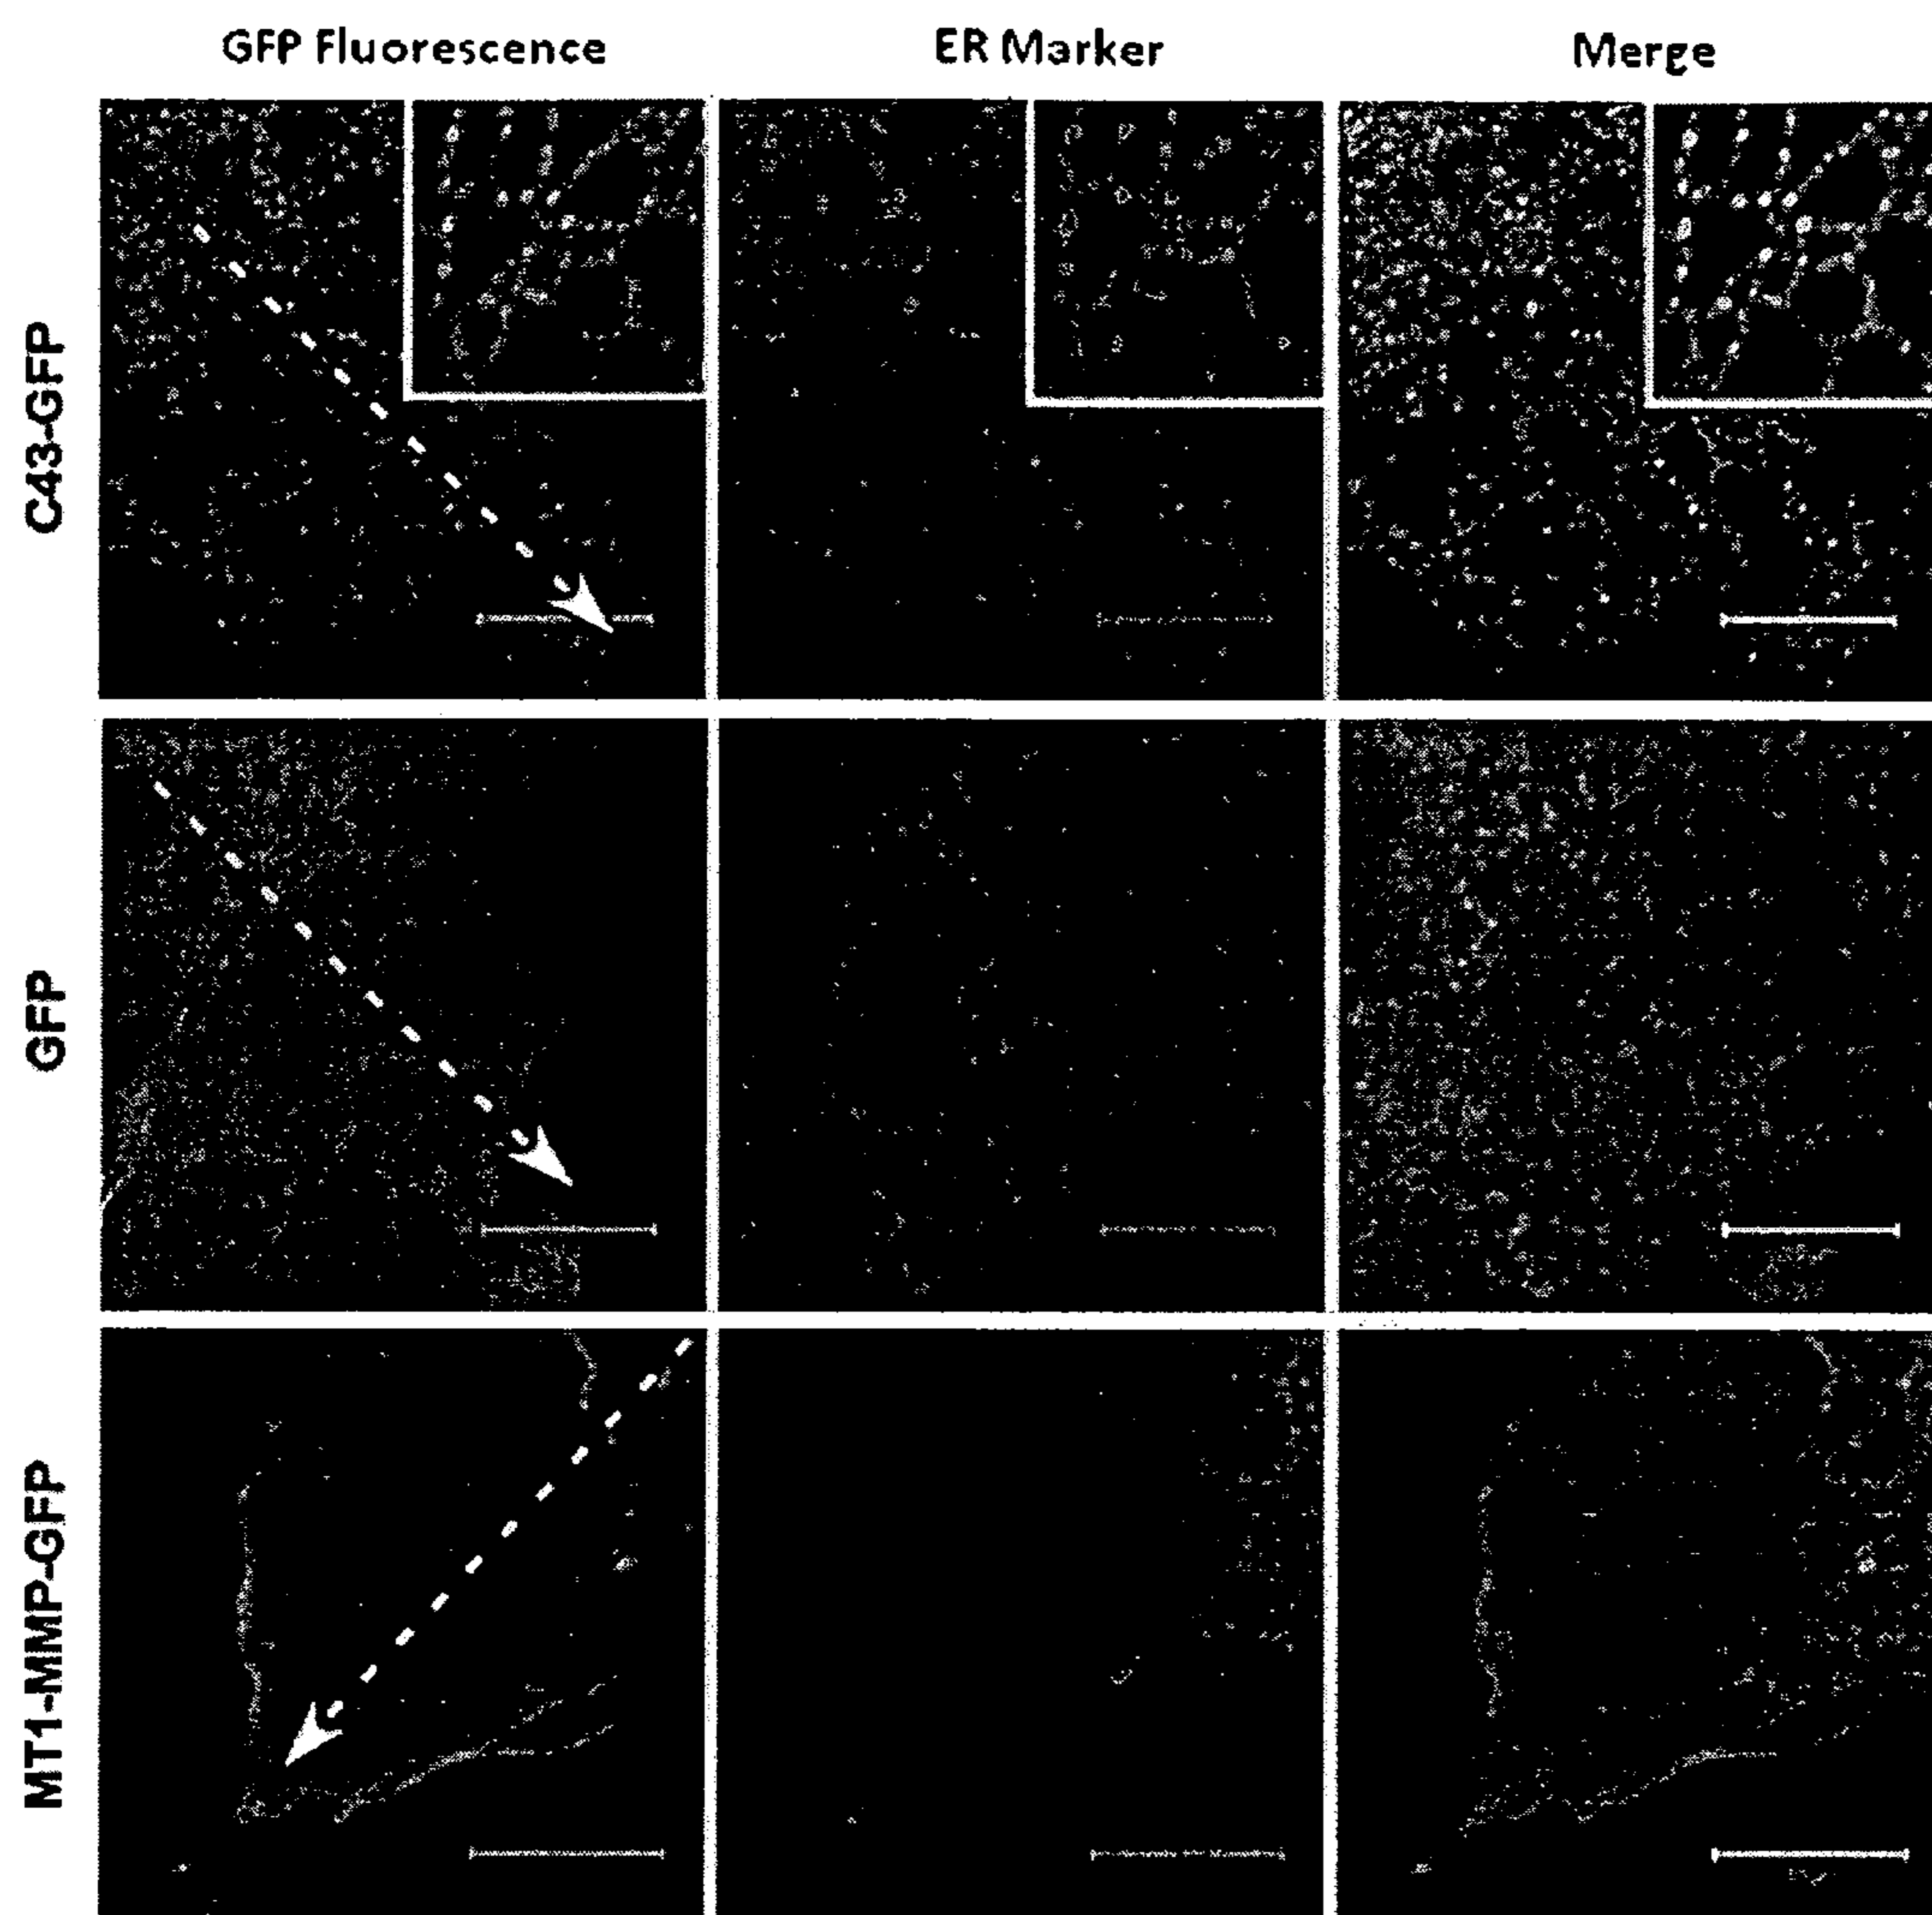 GFP Fluorescence
ER Marker
Merge
C43-GFP
GFP
MT1-MMP-GFP